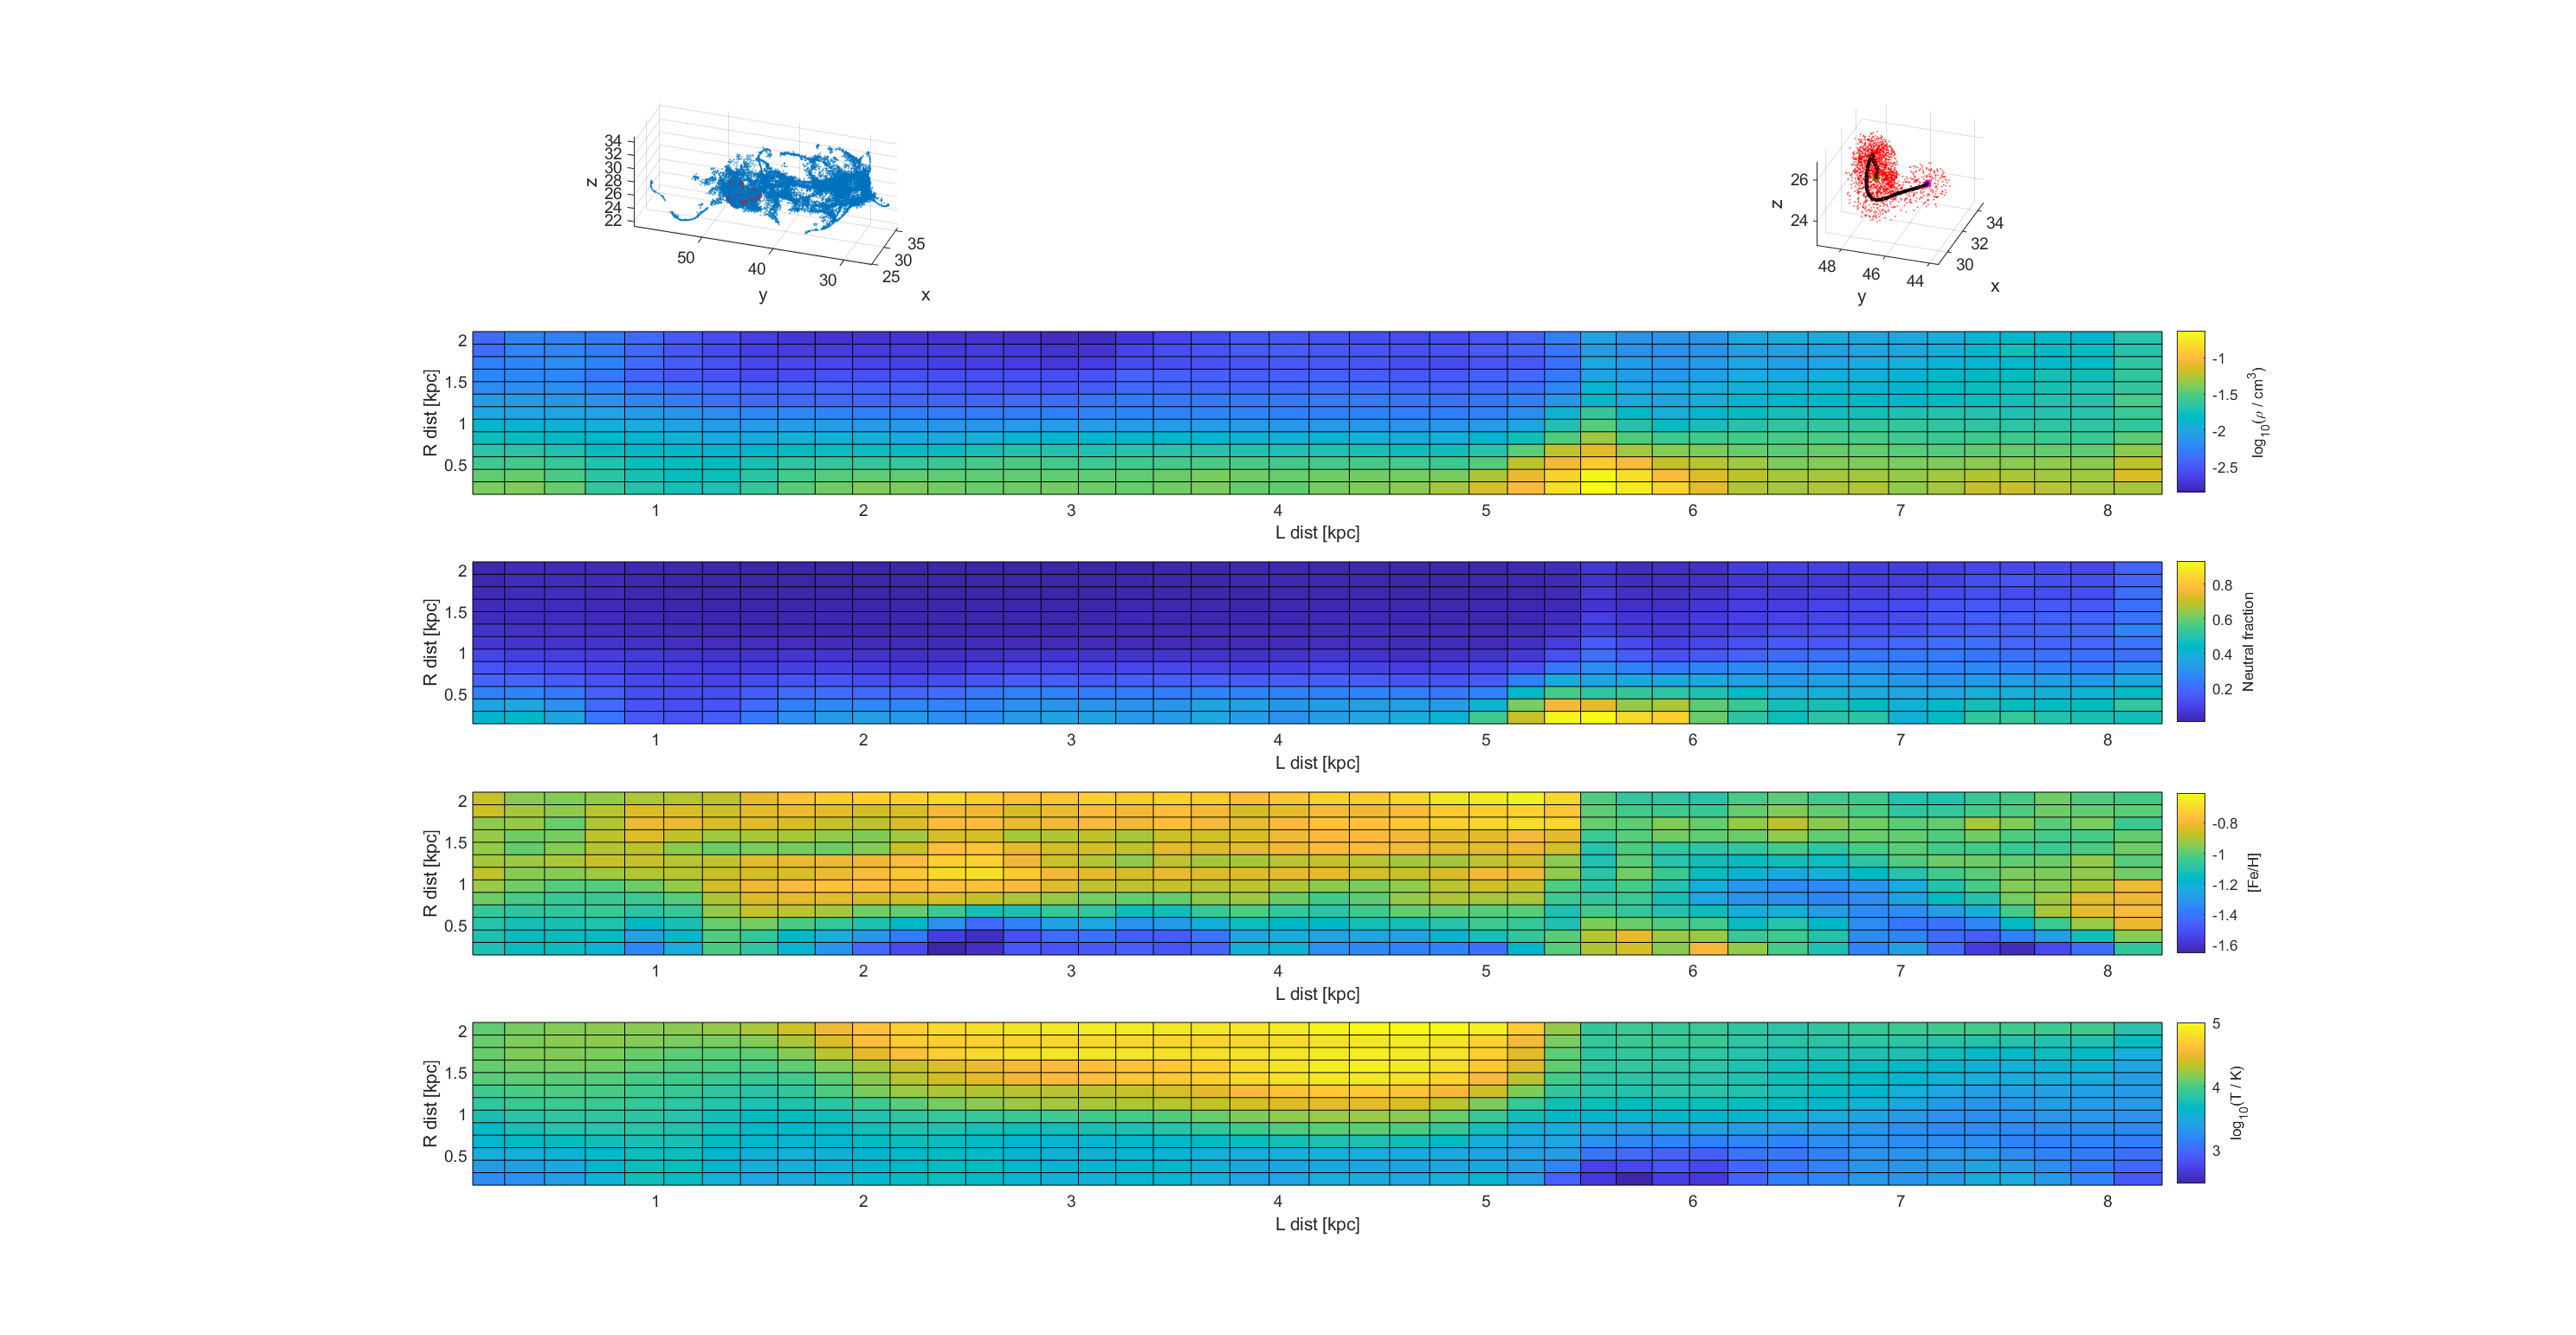 34
32
30
28
26
24
22
z
50
40
30
y
35
30
25
x
26
24
z
48
46
44
y
34
32
30
x
2
1.5
1
0.5
R dist [kpc]
1 2 3 4 5 6 7 8
L dist [kpc]
-1
-1.5
-2
-2.5
log10(ρ / cm3)
2
1.5
1
0.5
R dist [kpc]
1 2 3 4 5 6 7 8
L dist [kpc]
0.8
0.6
0.4
0.2
Neutral fraction
2
1.5
1
0.5
R dist [kpc]
1 2 3 4 5 6 7 8
L dist [kpc]
-0.8
-1
-1.2
-1.4
-1.6
[Fe/H]
2
1.5
1
0.5
R dist [kpc]
1 2 3 4 5 6 7 8
L dist [kpc]
5
4
3
log10(T / K)